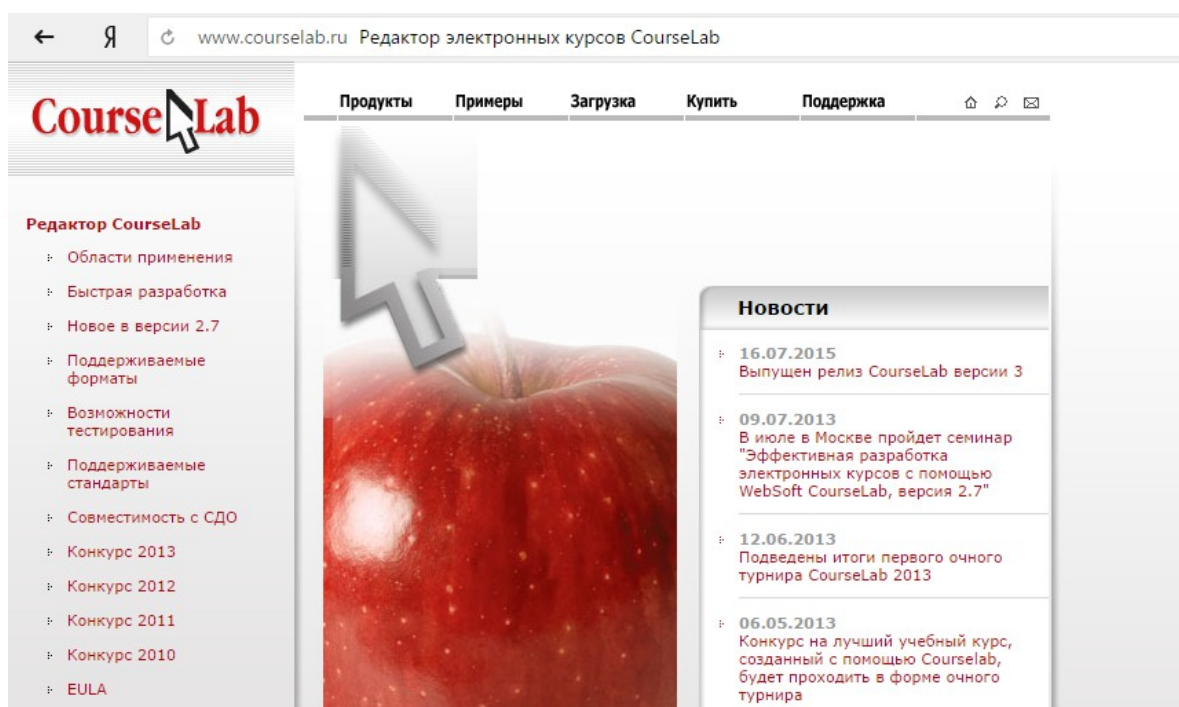 Я www.courselab.ru Редактор электронных курсов CourseLab
CourseLab
Продукты Примеры Загрузка Купить Поддержка
Редактор CourseLab
Области применения
Быстрая разработка
Новое в версии 2.7
Поддерживаемые
форматы
Возможности
тестирования
Поддерживаемые
стандарты
Совместимость с СДО
Конкурс 2013
Конкурс 2012
Конкурс 2011
Конкурс 2010
EULA
Новости
16.07.2015
Выпущен релиз CourseLab версии 3
09.07.2013
В июле в Москве пройдет семинар
"Эффективная разработка
электронных курсов с помощью
WebSoft CourseLab, версия 2.7"
12.06.2013
Подведены итоги первого очного
турнира CourseLab 2013
06.05.2013
Конкурс на лучший учебный курс,
созданный с помощью Courselab,
будет проходить в форме очного
турнира